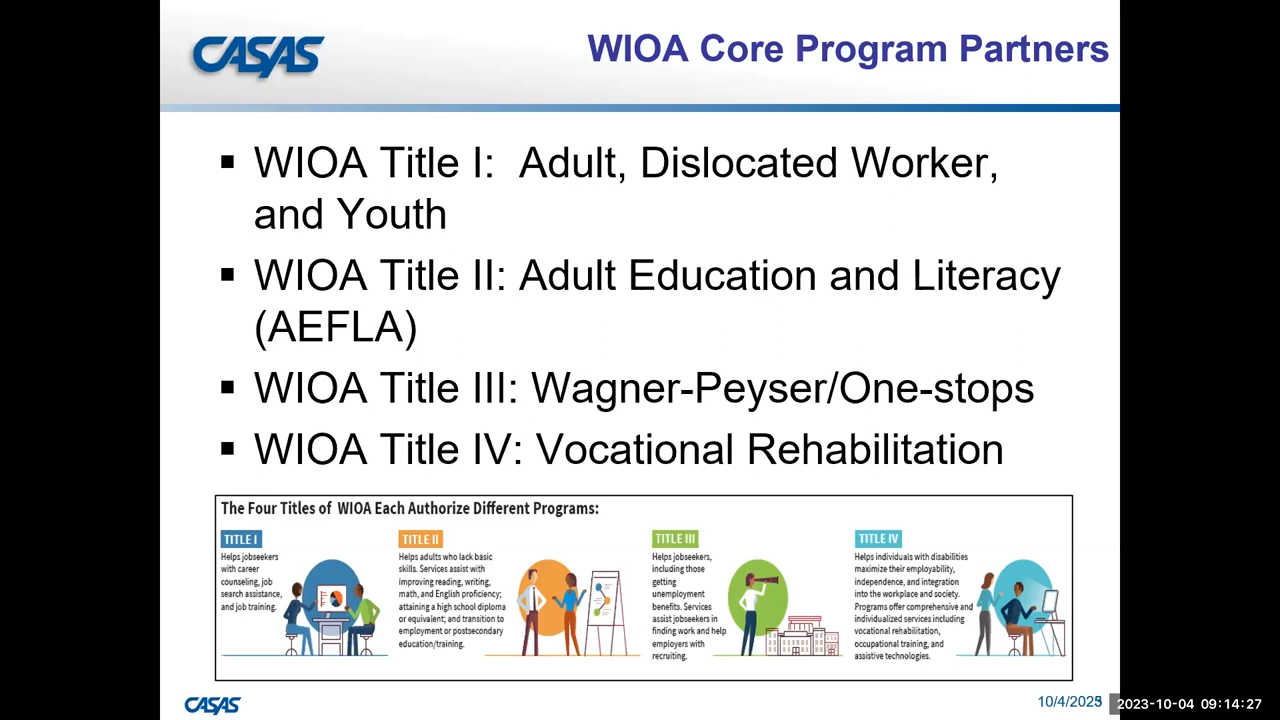 CASAS
WIOA Core Program Partners
▪ WIOA Title I:  Adult, Dislocated Worker,
and Youth
▪ WIOA Title II: Adult Education and Literacy
(AEFLA)
▪ WIOA Title III: Wagner-Peyser/One-stops
▪ WIOA Title IV: Vocational Rehabilitation
The Four Titles of WIOA Each Authorize Different Programs:
TITLE I
Helps jobseekers
with career
counseling, job
search assistance,
and job training.
TITLE II
Helps adults who lack basic
skills. Services assist with
improving reading, writing,
math, and English proficiency;
attaining a high school diploma
or equivalent; and transition to
employment or postsecondary
education/training.
TITLE III
Helps jobseekers,
including those
getting
unemployment
benefits. Services
assist jobseekers in
finding work and help
employers with
recruiting.
TITLE IV
Helps individuals with disabilities
maximize their employability,
independence, and integration
into the workplace and society.
Programs offer comprehensive and
individualized services including
vocational rehabilitation,
occupational training, and
assistive technologies.
CASAS
2023-10-04 09:14:27